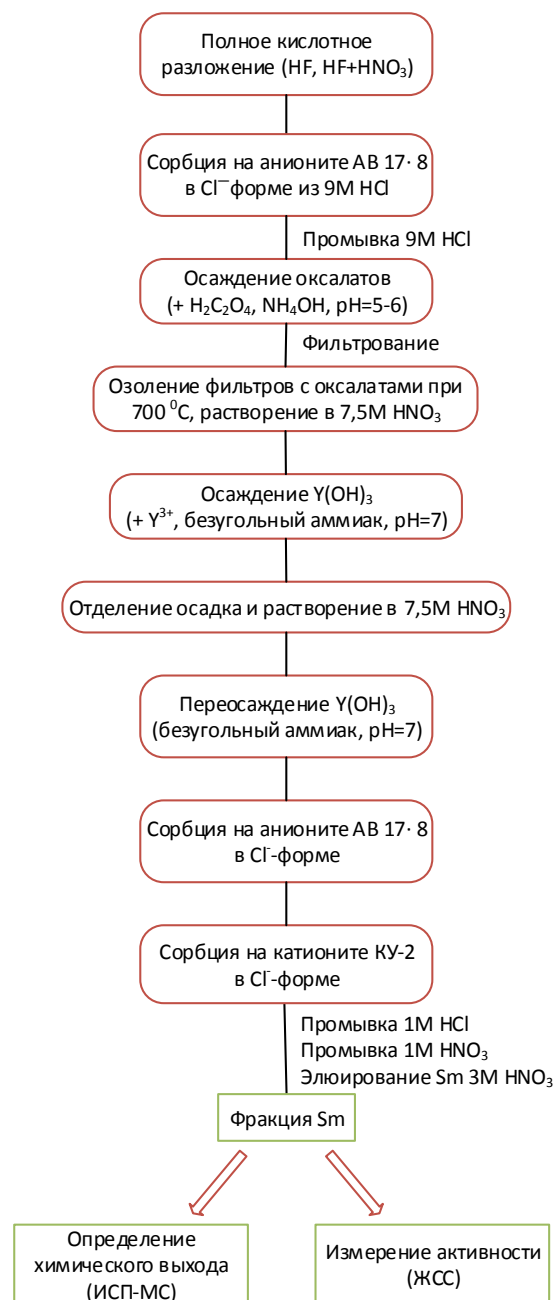 Полное кислотное
разложение (HF, HF+HNO₃)
Сорбция на анионите АВ 17· 8
в Cl⁻ форме из 9М HCl
Промывка 9М HCl
Осаждение оксалатов
(+ H₂C₂O₄, NH₄OH, pH=5-6)
Фильтрование
Озоление фильтров с оксалатами при
700 ⁰С, растворение в 7,5М HNO₃
Осаждение Y(OH)₃
(+ Y³⁺, безугольный аммиак, pH=7)
Отделение осадка и растворение в 7,5М HNO₃
Переосаждение Y(OH)₃
(безугольный аммиак, pH=7)
Сорбция на анионите АВ 17· 8
в Cl⁻-форме
Сорбция на катионите КУ-2
в Cl⁻-форме
Промывка 1М HCl
Промывка 1М HNO₃
Элюирование Sm 3М HNO₃
Фракция Sm
Определение
химического выхода
(ИСП-МС)
Измерение активности
(ЖСС)